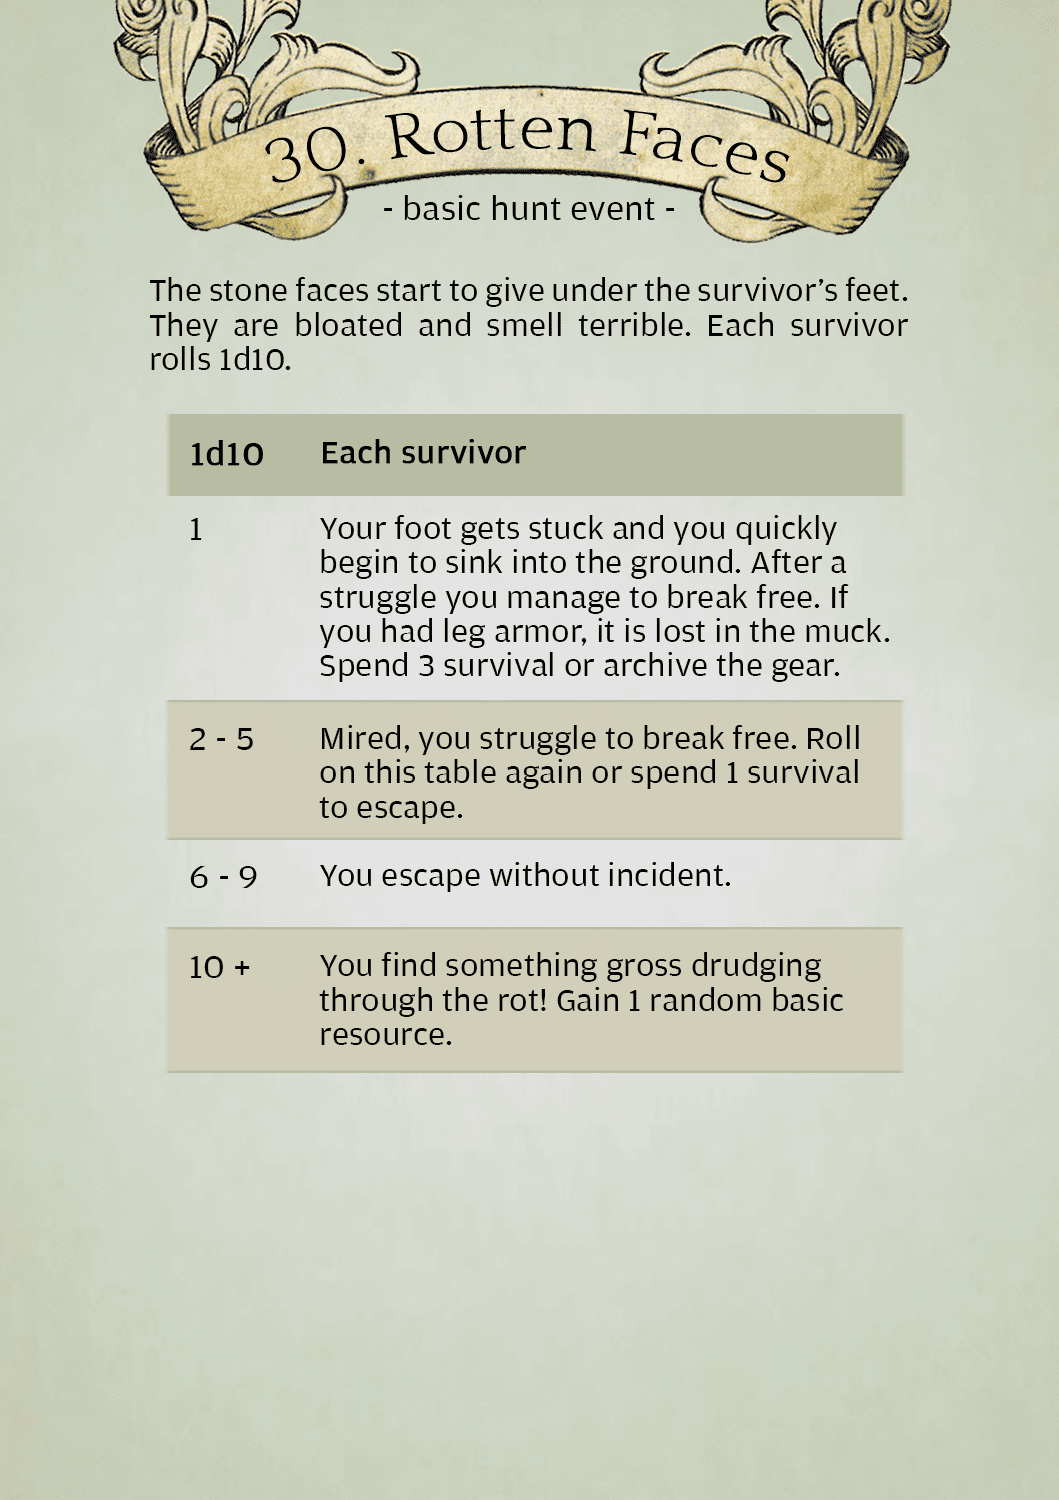 30. Rotten Faces
- basic hunt event -
The stone faces start to give under the survivor’s feet.
They are bloated and smell terrible. Each survivor
rolls 1d10.
1d10 Each survivor
1 Your foot gets stuck and you quickly
begin to sink into the ground. After a
struggle you manage to break free. If
you had leg armor, it is lost in the muck.
Spend 3 survival or archive the gear.
2 - 5 Mired, you struggle to break free. Roll
on this table again or spend 1 survival
to escape.
6 - 9 You escape without incident.
10 + You find something gross drudging
through the rot! Gain 1 random basic
resource.